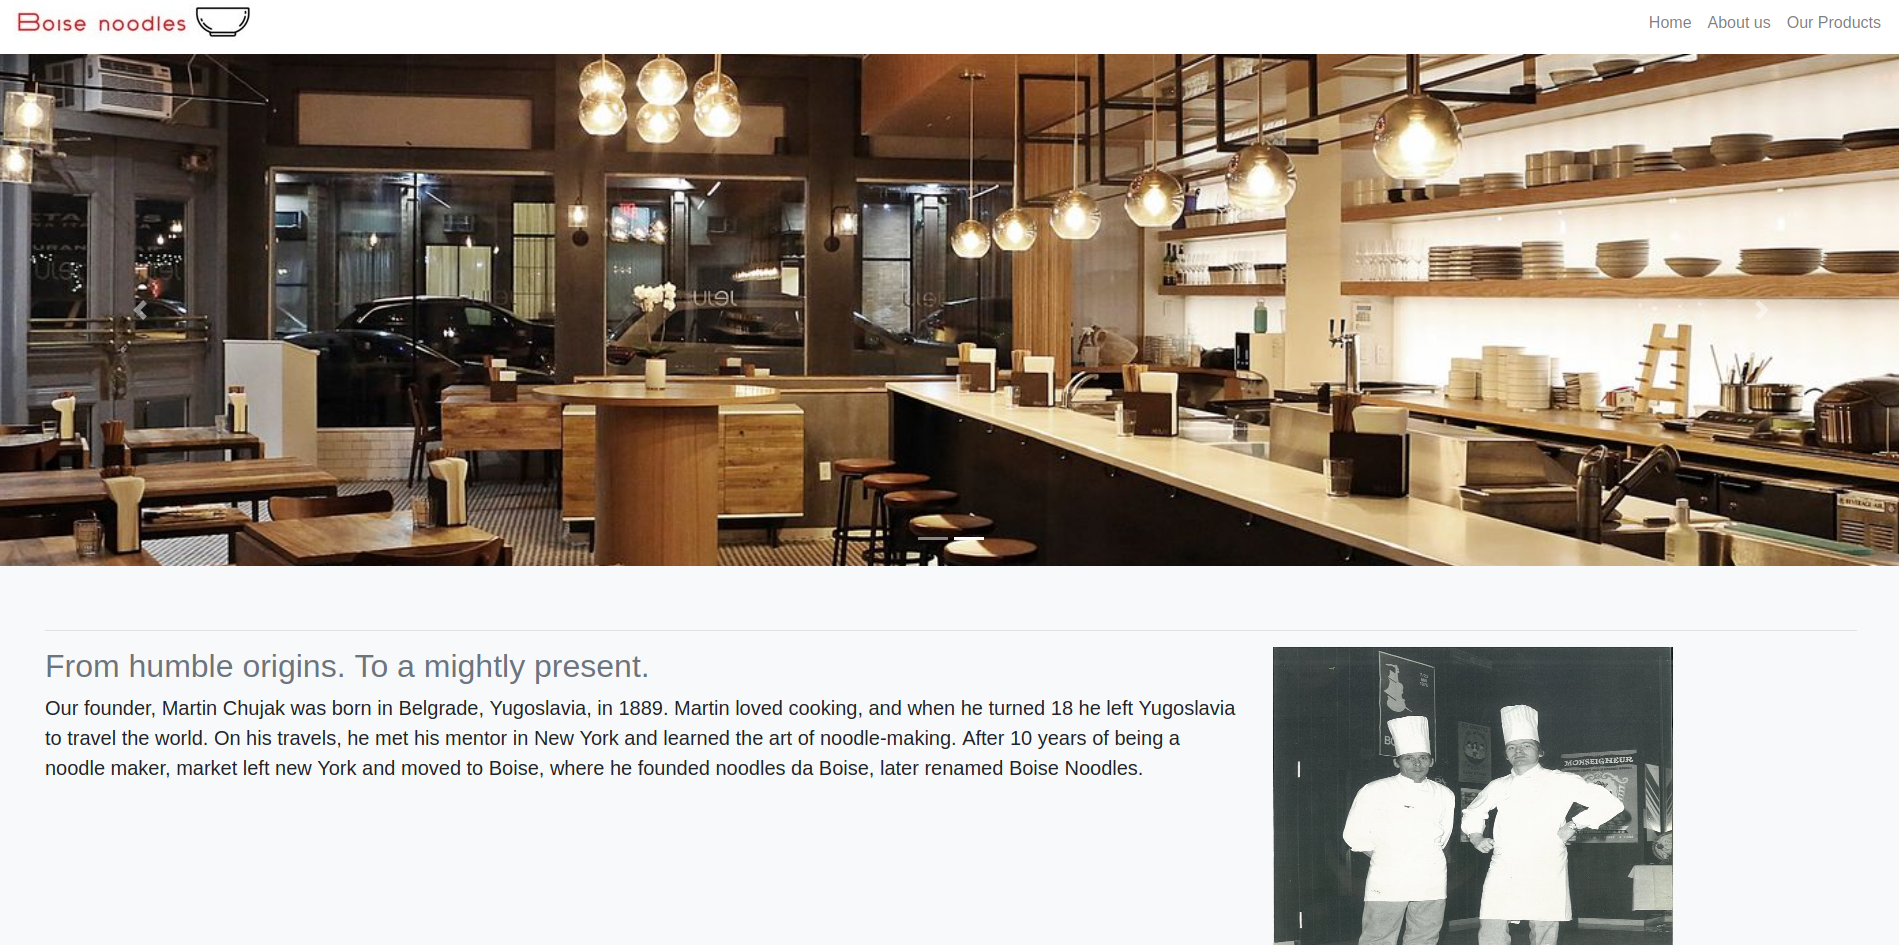 Boise noodles
Home About us Our Products
From humble origins. To a mightly present.
Our founder, Martin Chujak was born in Belgrade, Yugoslavia, in 1889. Martin loved cooking, and when he turned 18 he left Yugoslavia
to travel the world. On his travels, he met his mentor in New York and learned the art of noodle-making. After 10 years of being a
noodle maker, market left new York and moved to Boise, where he founded noodles da Boise, later renamed Boise Noodles.
MONSEIGNEUR